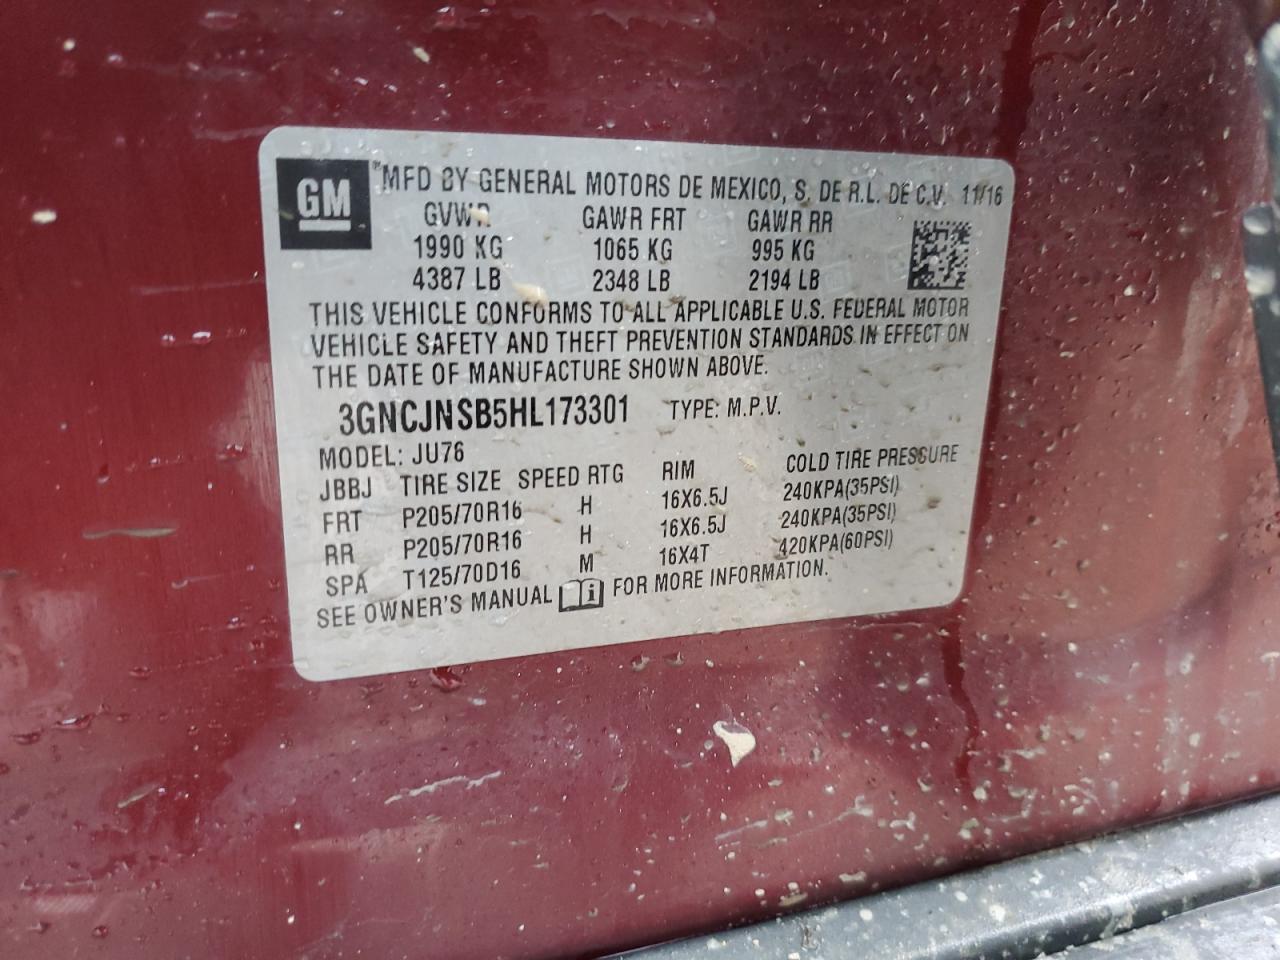 GM
™MFD BY GENERAL MOTORS DE MEXICO, S. DE R.L. DE C.V. 11/16
GVWR GAWR FRT GAWR RR
1990 KG 1065 KG 995 KG
4387 LB 2348 LB 2194 LB
THIS VEHICLE CONFORMS TO ALL APPLICABLE U.S. FEDERAL MOTOR
VEHICLE SAFETY AND THEFT PREVENTION STANDARDS IN EFFECT ON
THE DATE OF MANUFACTURE SHOWN ABOVE.
3GNCJNSB5HL173301 TYPE: M.P.V.
MODEL: JU76
JBBJ TIRE SIZE SPEED RTG RIM COLD TIRE PRESSURE
FRT P205/70R16 H 16X6.5J 240KPA(35PSI)
RR P205/70R16 H 16X6.5J 240KPA(35PSI)
SPA T125/70D16 M 16X4T 420KPA(60PSI)
SEE OWNER'S MANUAL FOR MORE INFORMATION.